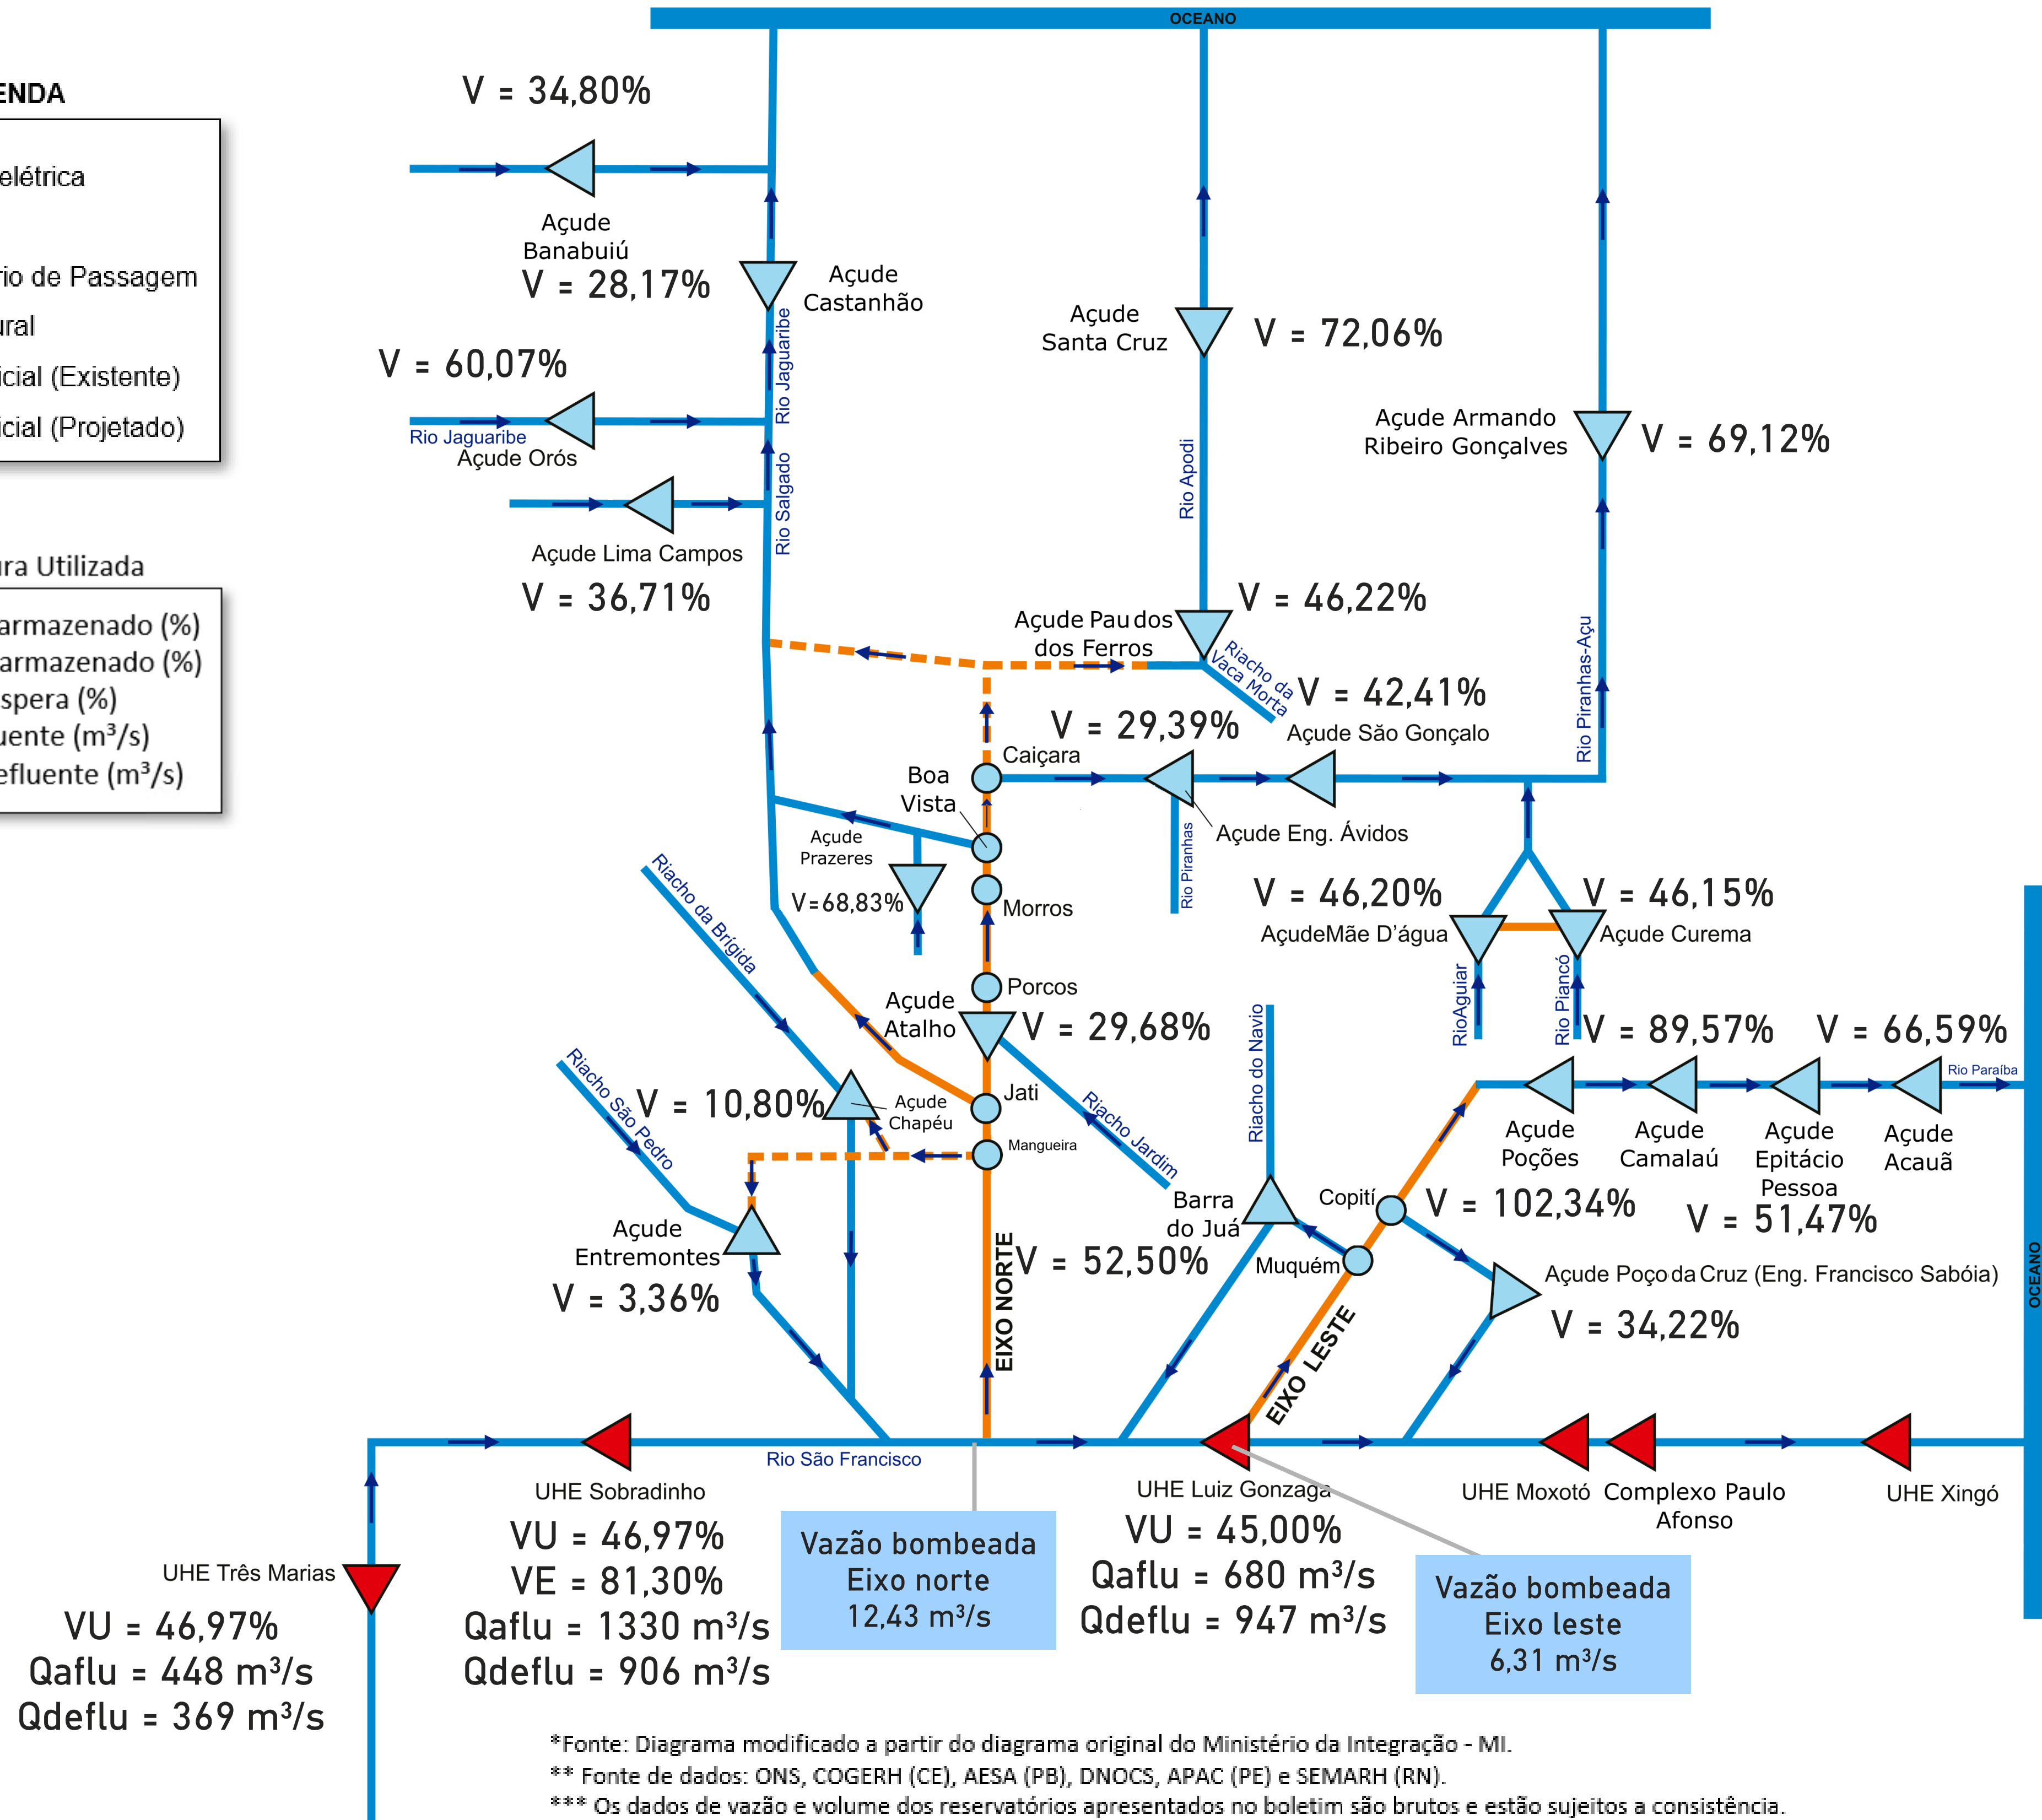 OCEANO
ENDA
elétrica
rio de Passagem
ural
icial (Existente)
icial (Projetado)
ura Utilizada
armazenado (%)
armazenado (%)
spera (%)
uente (m³/s)
efluente (m³/s)
V = 34,80%
Açude
Banabuiú
V = 28,17%
Açude
Castanhão
Rio Jaguaribe
V = 60,07%
Rio Jaguaribe
Açude Orós
Rio Salgado
Açude Lima Campos
V = 36,71%
Açude
Santa Cruz
V = 72,06%
Rio Apodi
Açude Armando
Ribeiro Gonçalves
V = 69,12%
Rio Piranhas-Açu
V = 46,22%
Açude Pau dos
dos Ferros
Riacho da
Vaca Morta
V = 42,41%
Açude São Gonçalo
V = 29,39%
Caiçara
Boa
Vista
Açude Eng. Ávidos
Rio Piranhas
Açude
Prazeres
V=68,83%
Morros
Porcos
V = 46,20%
AçudeMãe D'água
V = 46,15%
Açude Curema
RioAguiar
Rio Piancó
Riacho da Brígida
Riacho São Pedro
Açude
Atalho
V = 29,68%
Jati
Mangueira
Riacho Jardim
V = 10,80%
Açude
Chapéu
Açude
Entremontes
V = 3,36%
Riacho do Navio
Barra
do Juá
V = 52,50%
EIXO NORTE
Muquém
Copití
EIXO LESTE
V = 89,57%
V = 66,59%
Rio Paraíba
Açude
Poções
Açude
Camalaú
Açude
Epitácio
Pessoa
Açude
Acauã
V = 102,34%
V = 51,47%
Açude Poço da Cruz (Eng. Francisco Sabóia)
V = 34,22%
OCEANO
Rio São Francisco
UHE Sobradinho
VU = 46,97%
VE = 81,30%
Qaflu = 1330 m³/s
Qdeflu = 906 m³/s
Vazão bombeada
Eixo norte
12,43 m³/s
UHE Luiz Gonzaga
VU = 45,00%
Qaflu = 680 m³/s
Qdeflu = 947 m³/s
Vazão bombeada
Eixo leste
6,31 m³/s
UHE Moxotó
Complexo Paulo
Afonso
UHE Xingó
UHE Três Marias
VU = 46,97%
Qaflu = 448 m³/s
Qdeflu = 369 m³/s
*Fonte: Diagrama modificado a partir do diagrama original do Ministério da Integração - MI.
** Fonte de dados: ONS, COGERH (CE), AESA (PB), DNOCS, APAC (PE) e SEMARH (RN).
*** Os dados de vazão e volume dos reservatórios apresentados no boletim são brutos e estão sujeitos a consistência.